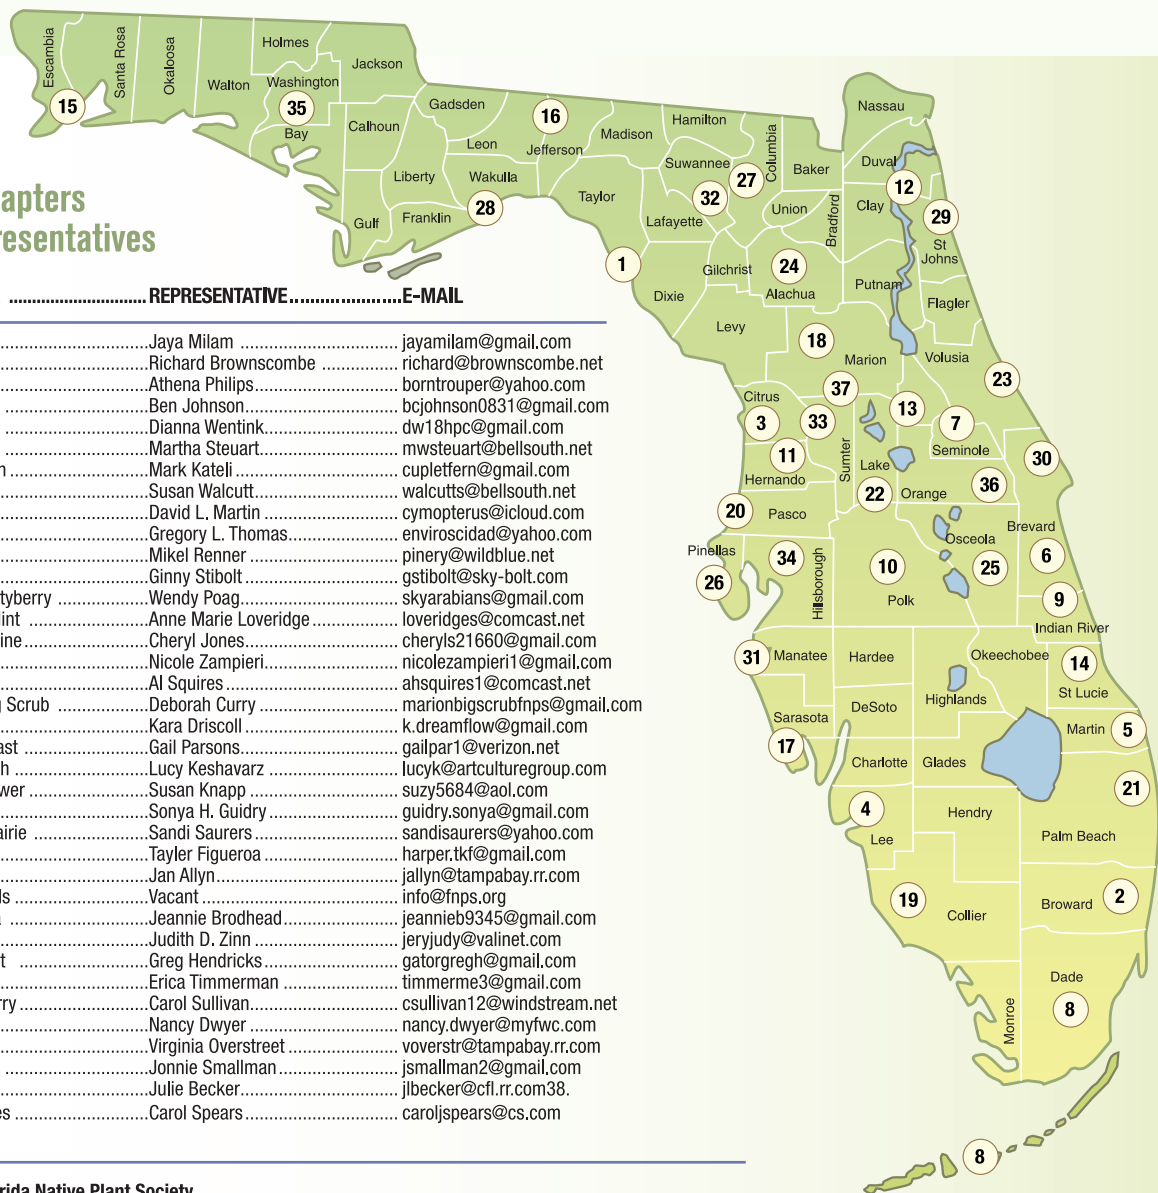 apters
resentatives
............................. REPRESENTATIVE ........................ E-MAIL
Jaya Milam ................ jayamilam@gmail.com
Richard Brownscombe ................ richard@brownscombe.net
Athena Philips ................ borntrouper@yahoo.com
Ben Johnson ................ bcjohnson0831@gmail.com
Dianna Wentink ................ dw18hpc@gmail.com
Martha Steuart ................ mwsteuart@bellsouth.net
n ................ Mark Kateli ................ cupletfern@gmail.com
Susan Walcutt ................ walcutts@bellsouth.net
David L. Martin ................ cymopterus@icloud.com
Gregory L. Thomas ................ enviroscidad@yahoo.com
Mikel Renner ................ pinery@wildblue.net
Ginny Stibolt ................ gstibolt@sky-bolt.com
tyberry ................ Wendy Poag ................ skyarabians@gmail.com
lint ................ Anne Marie Loveridge ................ loveridges@comcast.net
ine ................ Cheryl Jones ................ cheryls21660@gmail.com
Nicole Zampieri ................ nicolezampieri1@gmail.com
Al Squires ................ ahsquires1@comcast.net
g Scrub ................ Deborah Curry ................ marionbigscrubfnps@gmail.com
Kara Driscoll ................ k.dreamflow@gmail.com
ast ................ Gail Parsons ................ gailpar1@verizon.net
h ................ Lucy Keshavarz ................ lucyk@artculturegroup.com
wer ................ Susan Knapp ................ suzy5684@aol.com
Sonya H. Guidry ................ guidry.sonya@gmail.com
airie ................ Sandi Saurers ................ sandisaurers@yahoo.com
Tayler Figueroa ................ harper.tkf@gmail.com
Jan Allyn ................ jallyn@tampabay.rr.com
ls ................ Vacant ................ info@fnps.org
a ................ Jeannie Brodhead ................ jeannieb9345@gmail.com
Judith D. Zinn ................ jeryjudy@valinet.com
t ................ Greg Hendricks ................ gatorgregh@gmail.com
Erica Timmerman ................ timmerme3@gmail.com
rry ................ Carol Sullivan ................ csullivan12@windstream.net
Nancy Dwyer ................ nancy.dwyer@myfwc.com
Virginia Overstreet ................ voverstr@tampabay.rr.com
Jonnie Smallman ................ jsmallman2@gmail.com
Julie Becker ................ jlbecker@cfl.rr.com38.
es ................ Carol Spears ................ caroljspears@cs.com
rida Native Plant Society
Escambia
15
Santa Rosa
Okaloosa
Walton
Holmes
Washington
35
Bay
Jackson
Calhoun
Gulf
Liberty
Franklin
Gadsden
Leon
Wakulla
28
16
Jefferson
Madison
Taylor
1
Hamilton
Suwannee
32
27
Lafayette
Columbia
Baker
Union
Bradford
Nassau
Duval
12
Clay
29
St
Johns
Putnam
Flagler
Gilchrist
24
Alachua
Dixie
Levy
18
Marion
Volusia
23
37
Citrus
3
33
13
7
Seminole
30
11
Hernando
Sumter
Lake
22
Orange
36
20
Pasco
Brevard
6
Osceola
25
Pinellas
26
34
Hillsborough
10
Polk
9
Indian River
31
Manatee
Hardee
Okeechobee
14
St Lucie
Highlands
Sarasota
17
DeSoto
Martin
5
Charlotte
Glades
21
4
Lee
Hendry
Palm Beach
19
Collier
Broward
2
Dade
8
Monroe
8